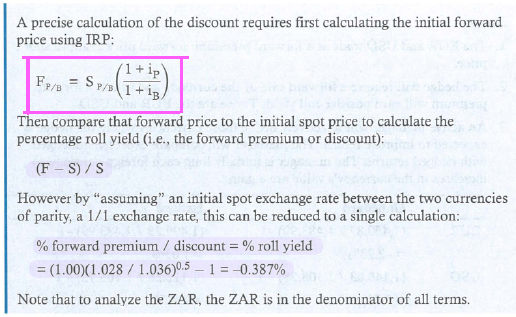 A precise calculation of the discount requires first calculating the initial forward
price using IRP:
F_P/B = S_P/B ( (1 + i_P) / (1 + i_B) )
Then compare that forward price to the initial spot price to calculate the
percentage roll yield (i.e. the forward premium or discount):
(F – S) / S
However by “assuming” an initial spot exchange rate between the two currencies
of parity, a 1/1 exchange rate, this can be reduced to a single calculation:
% forward premium / discount = % roll yield
= (1.00)(1.028 / 1.036)^0.5 – 1 = –0.387%
Note that to analyze the ZAR, the ZAR is in the denominator of all terms.